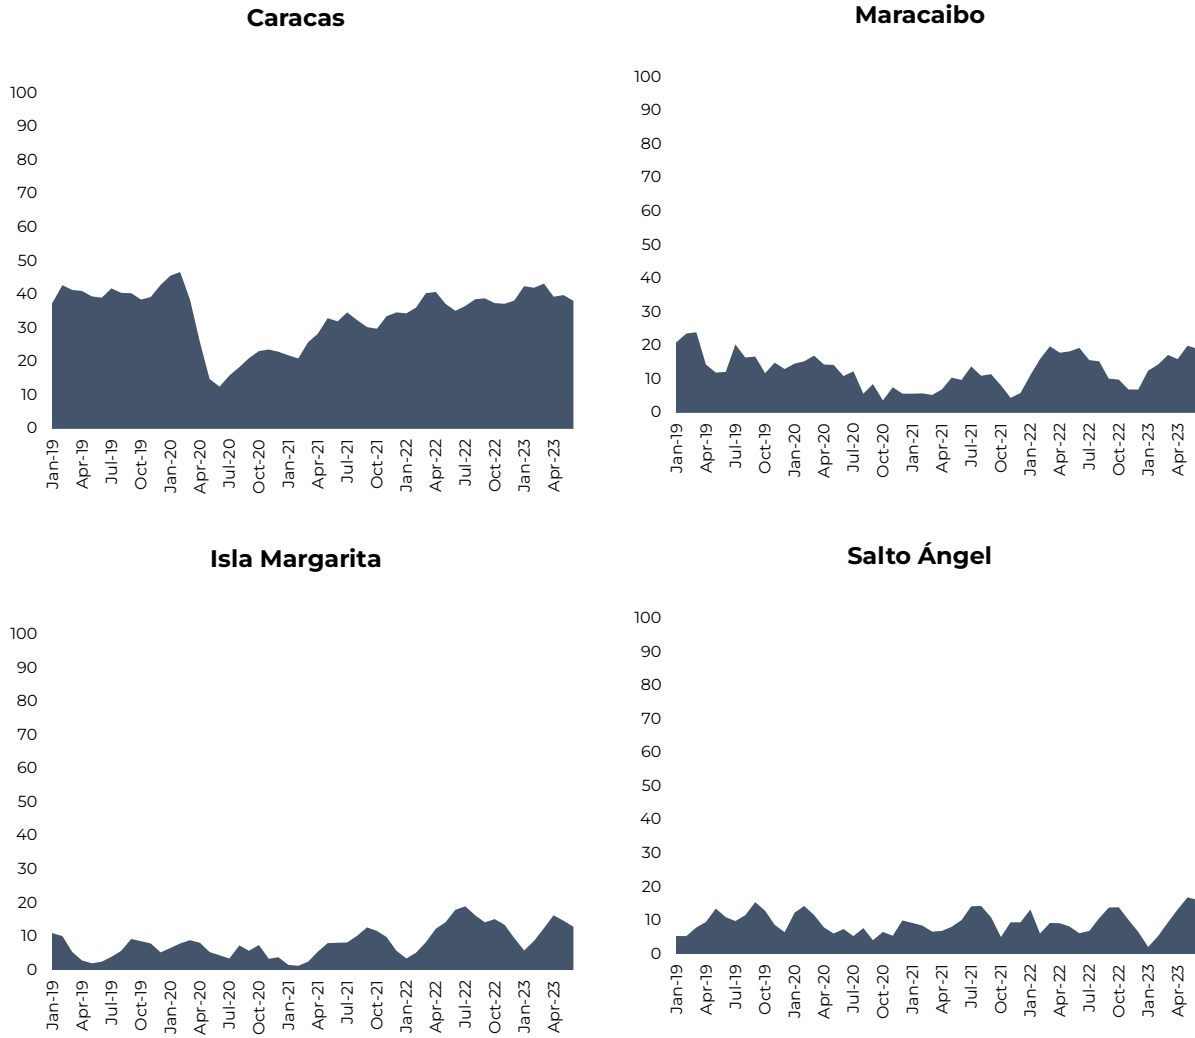 Caracas
100
90
80
70
60
50
40
30
20
10
0
Jan-19
Apr-19
Jul-19
Oct-19
Jan-20
Apr-20
Jul-20
Oct-20
Jan-21
Apr-21
Jul-21
Oct-21
Jan-22
Apr-22
Jul-22
Oct-22
Jan-23
Apr-23
Maracaibo
100
90
80
70
60
50
40
30
20
10
0
Jan-19
Apr-19
Jul-19
Oct-19
Jan-20
Apr-20
Jul-20
Oct-20
Jan-21
Apr-21
Jul-21
Oct-21
Jan-22
Apr-22
Jul-22
Oct-22
Jan-23
Apr-23
Isla Margarita
100
90
80
70
60
50
40
30
20
10
0
Jan-19
Apr-19
Jul-19
Oct-19
Jan-20
Apr-20
Jul-20
Oct-20
Jan-21
Apr-21
Jul-21
Oct-21
Jan-22
Apr-22
Jul-22
Oct-22
Jan-23
Apr-23
Salto Ángel
100
90
80
70
60
50
40
30
20
10
0
Jan-19
Apr-19
Jul-19
Oct-19
Jan-20
Apr-20
Jul-20
Oct-20
Jan-21
Apr-21
Jul-21
Oct-21
Jan-22
Apr-22
Jul-22
Oct-22
Jan-23
Apr-23